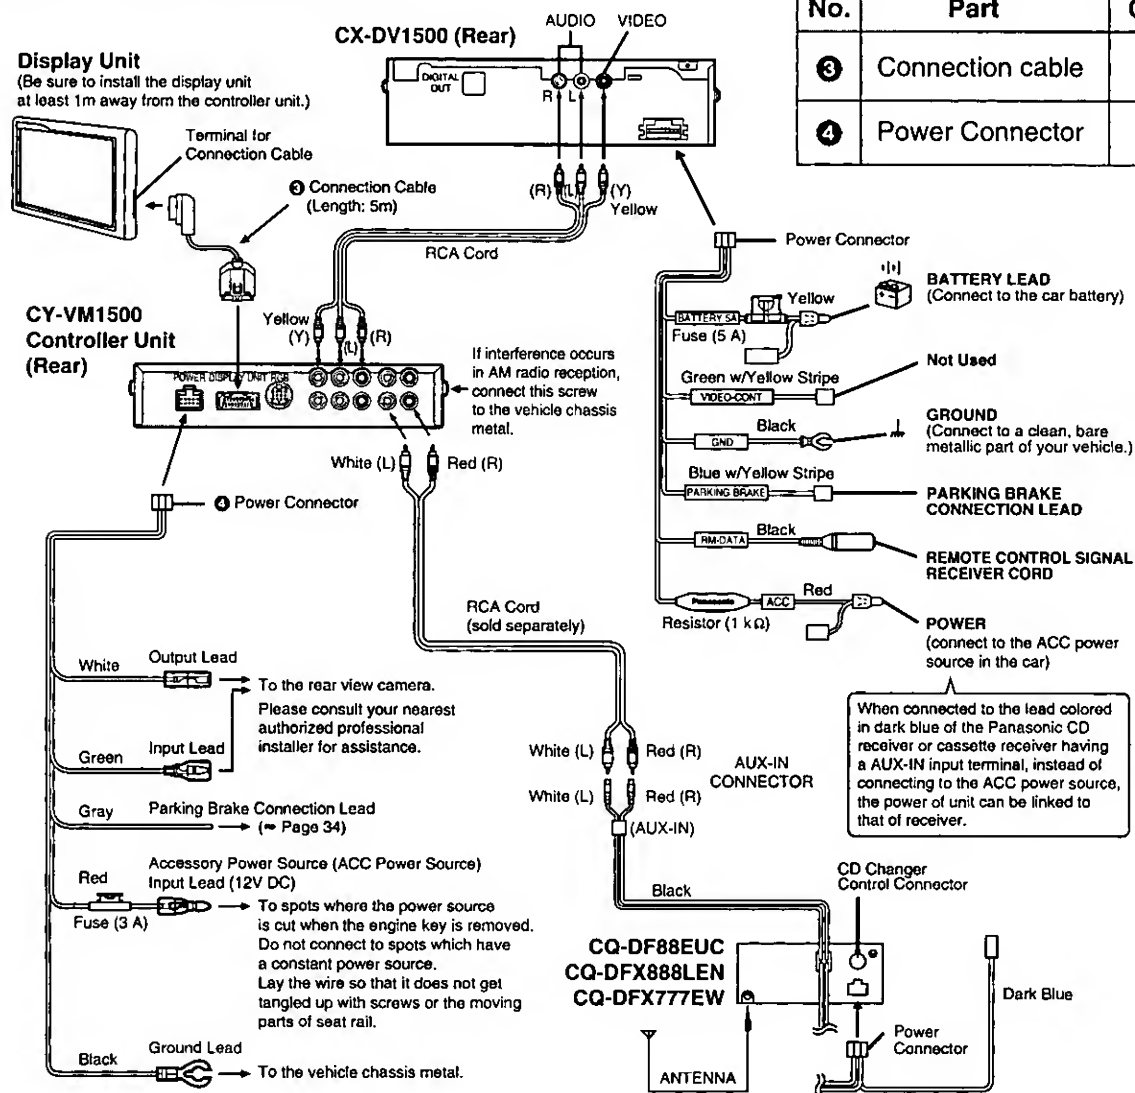 AUDIO VIDEO
CX-DV1500 (Rear)
DIGITAL
OUT
R L
No. Part
❸ Connection cable
❹ Power Connector
Display Unit
(Be sure to install the display unit
at least 1m away from the controller unit.)
Terminal for
Connection Cable
❸ Connection Cable
(Length: 5m)
(R) (L) (Y)
Yellow
RCA Cord
CY-VM1500
Controller Unit
(Rear)
Yellow
(Y)
(L)
(R)
POWER DISPLAY UNIT RGB
If interference occurs
in AM radio reception,
connect this screw
to the vehicle chassis
metal.
White (L) Red (R)
❹ Power Connector
Power Connector
BATTERY 5A
Yellow
Fuse (5 A)
BATTERY LEAD
(Connect to the car battery)
Green w/Yellow Stripe
VIDEO-CONT
Not Used
Black
GND
GROUND
(Connect to a clean, bare
metallic part of your vehicle.)
Blue w/Yellow Stripe
PARKING BRAKE
PARKING BRAKE
CONNECTION LEAD
RM-DATA
Black
REMOTE CONTROL SIGNAL
RECEIVER CORD
Panasonic
ACC
Red
Resistor (1 kΩ)
POWER
(connect to the ACC power
source in the car)
When connected to the lead colored
in dark blue of the Panasonic CD
receiver or cassette receiver having
a AUX-IN input terminal, instead of
connecting to the ACC power source,
the power of unit can be linked to
that of receiver.
RCA Cord
(sold separately)
White
Output Lead
To the rear view camera.
Please consult your nearest
authorized professional
installer for assistance.
Green
Input Lead
Gray
Parking Brake Connection Lead
(☞ Page 34)
Red
Accessory Power Source (ACC Power Source)
Input Lead (12V DC)
Fuse (3 A)
To spots where the power source
is cut when the engine key is removed.
Do not connect to spots which have
a constant power source.
Lay the wire so that it does not get
tangled up with screws or the moving
parts of seat rail.
Black
Ground Lead
To the vehicle chassis metal.
White (L) Red (R)
AUX-IN
CONNECTOR
White (L) Red (R)
(AUX-IN)
Black
CD Changer
Control Connector
CQ-DF88EUC
CQ-DFX888LEN
CQ-DFX777EW
Dark Blue
Power
Connector
ANTENNA